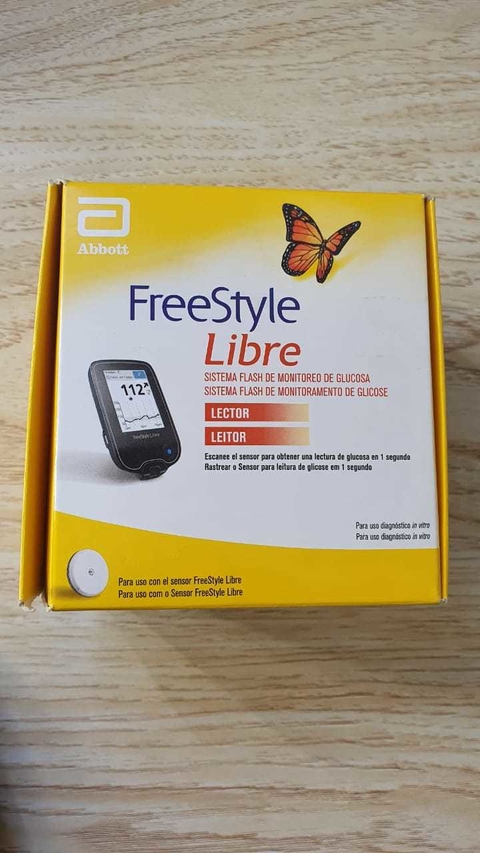 Abbott
FreeStyle
Libre
SISTEMA FLASH DE MONITOREO DE GLUCOSA
SISTEMA FLASH DE MONITORAMENTO DE GLICOSE
LECTOR
LEITOR
Escanee el sensor para obtener una lectura de glucosa en 1 segundo
Rastrear o Sensor para leitura de glicose em 1 segundo
112
FreeStyle Libre
Para uso diagnóstico in vitro
Para uso diagnóstico in vitro
Para uso con el sensor FreeStyle Libre
Para uso com o Sensor FreeStyle Libre